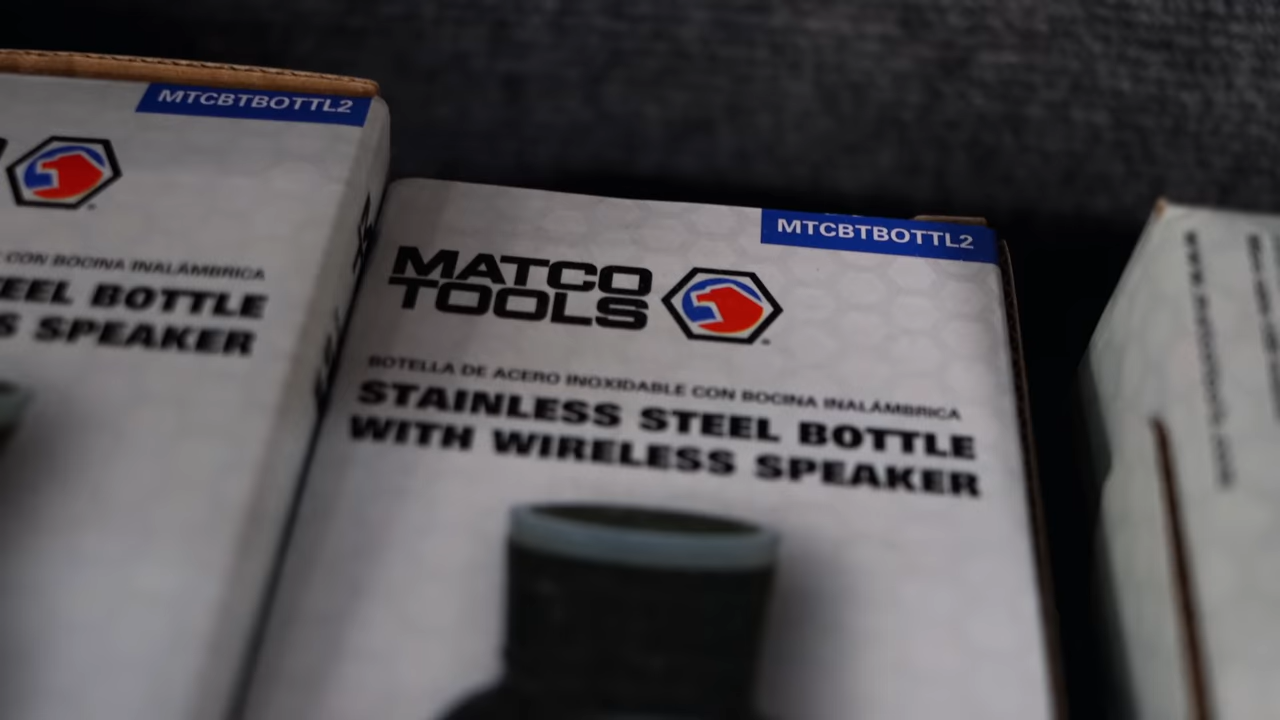 MTCBTBOTTL2
CON BOCINA INALÁMBRICA
EEL BOTTLE
S SPEAKER
MTCBTBOTTL2
MATCO
TOOLS
BOTELLA DE ACERO INOXIDABLE CON BOCINA INALÁMBRICA
STAINLESS STEEL BOTTLE
WITH WIRELESS SPEAKER